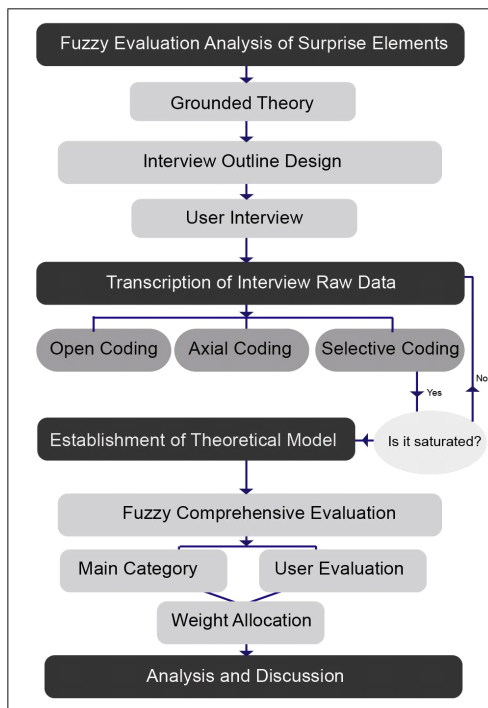 Fuzzy Evaluation Analysis of Surprise Elements
Grounded Theory
Interview Outline Design
User Interview
Transcription of Interview Raw Data
Open Coding
Axial Coding
Selective Coding
No
Yes
Is it saturated?
Establishment of Theoretical Model
Fuzzy Comprehensive Evaluation
Main Category
User Evaluation
Weight Allocation
Analysis and Discussion